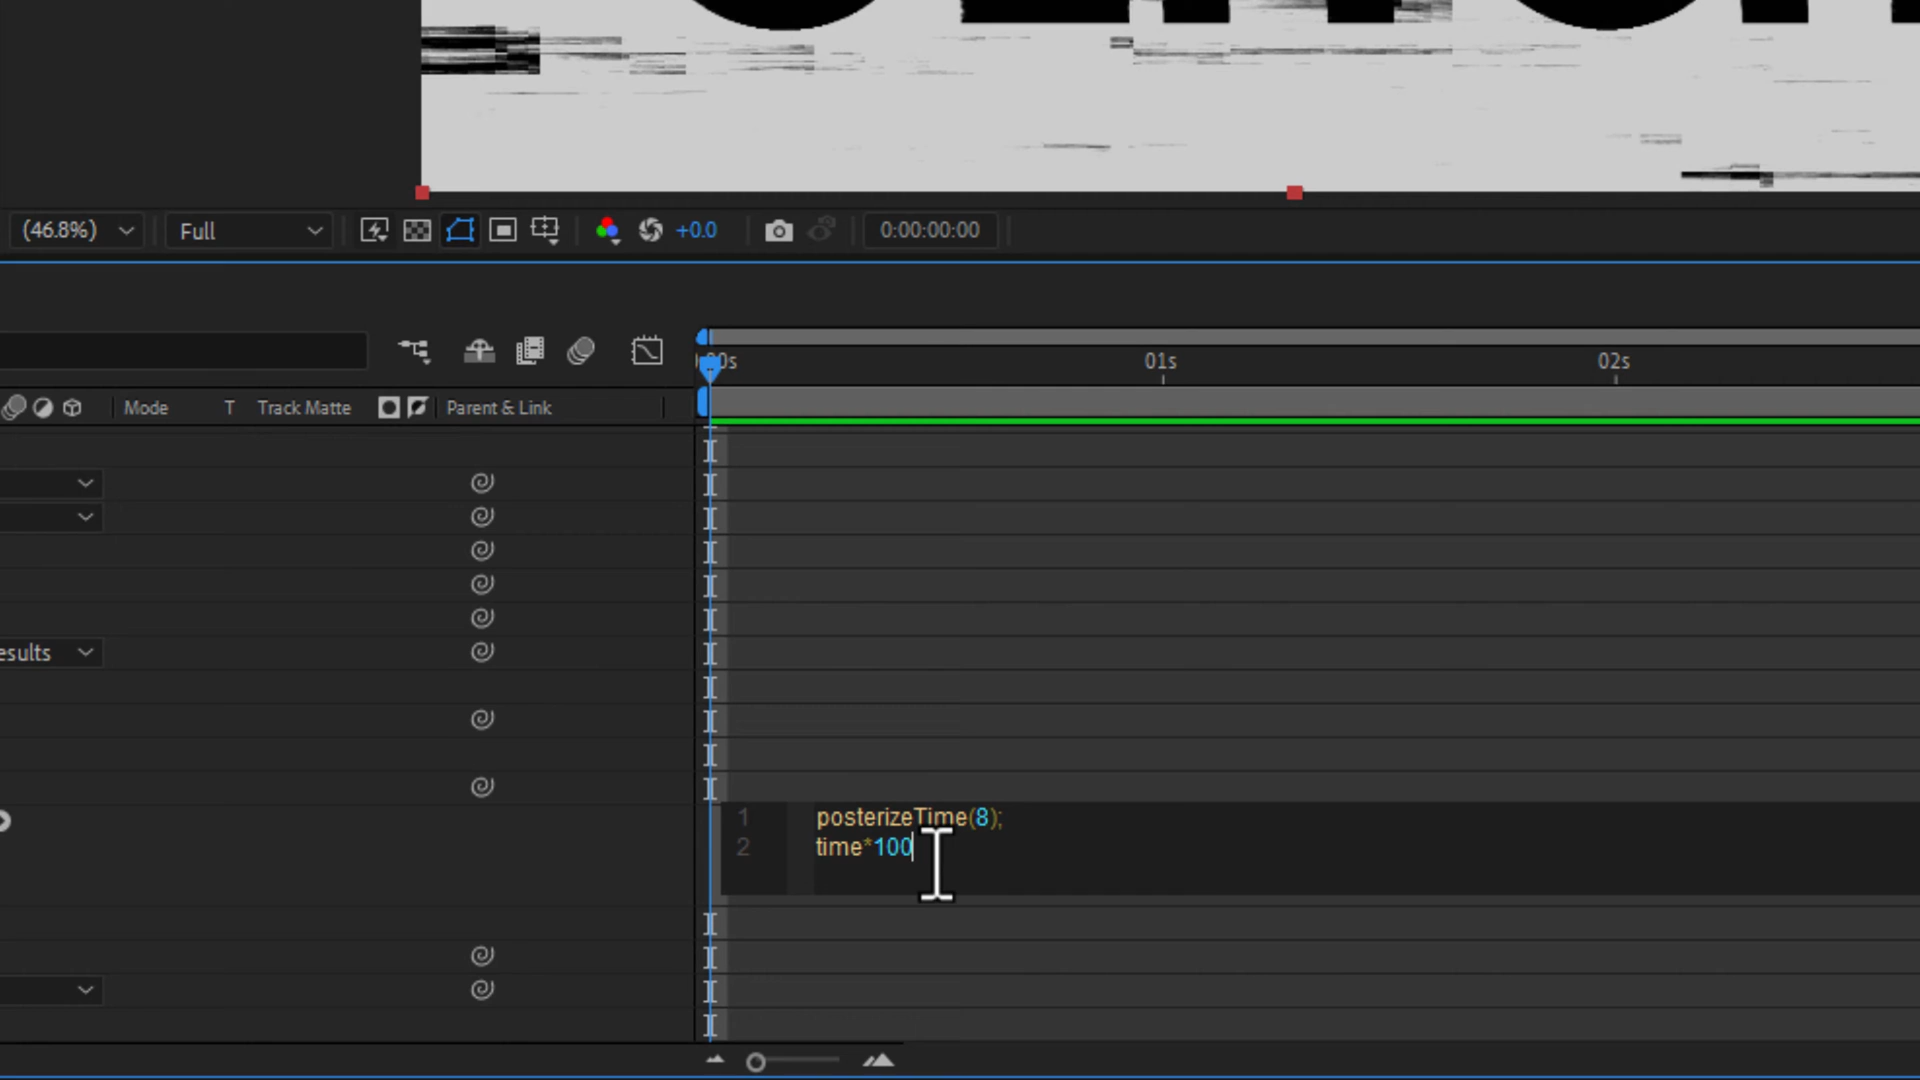 (46.8%)
Full
+0.0
0:00:00:00
00s
01s
02s
Mode
T
Track Matte
Parent & Link
esults
1 posterizeTime(8);
2 time*100